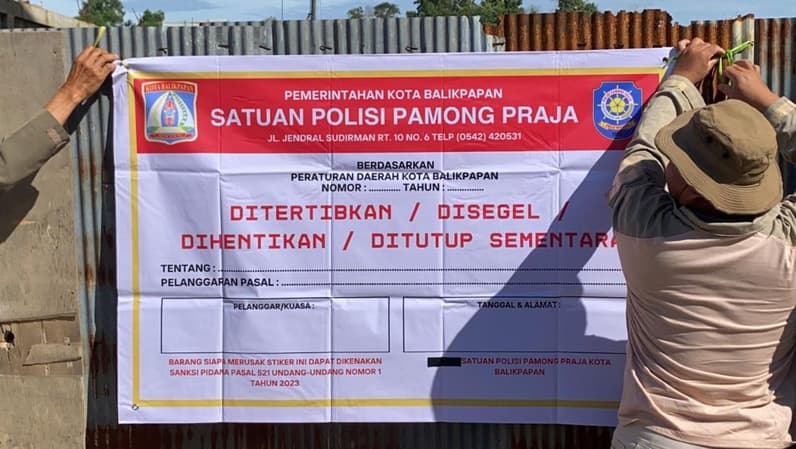 KOTA BALIKPAPAN
PEMERINTAHAN KOTA BALIKPAPAN
SATUAN POLISI PAMONG PRAJA
JL. JENDRAL SUDIRMAN RT. 10 NO. 6 TELP (0542) 420531
BERDASARKAN
PERATURAN DAERAH KOTA BALIKPAPAN
NOMOR : ............ TAHUN : ..............
DITERTIBKAN / DISEGEL /
DIHENTIKAN / DITUTUP SEMENTARA
TENTANG : ....................................................................
PELANGGARAN PASAL : ....................................................................
PELANGGAR/KUASA :
TANGGAL & ALAMAT :
BARANG SIAPA MERUSAK STIKER INI DAPAT DIKENAKAN
SANKSI PIDANA PASAL 521 UNDANG-UNDANG NOMOR 1
TAHUN 2023
SATUAN POLISI PAMONG PRAJA KOTA
BALIKPAPAN